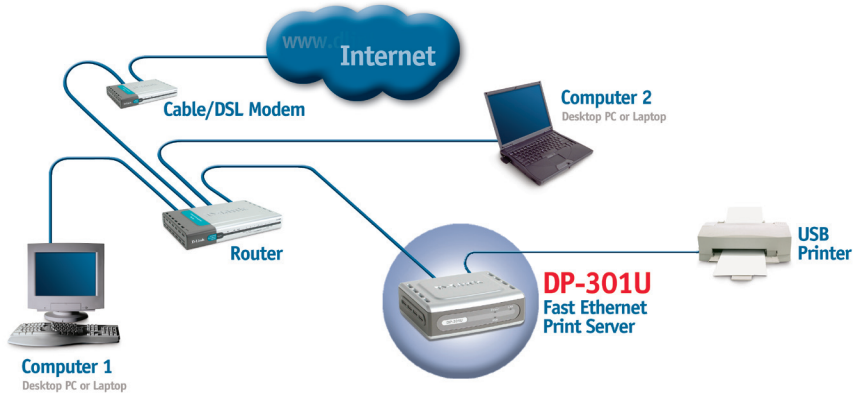 www.
Internet
Cable/DSL Modem
Computer 2
Desktop PC or Laptop
D-Link
Router
USB
Printer
DP-301U
Fast Ethernet
Print Server
Computer 1
Desktop PC or Laptop